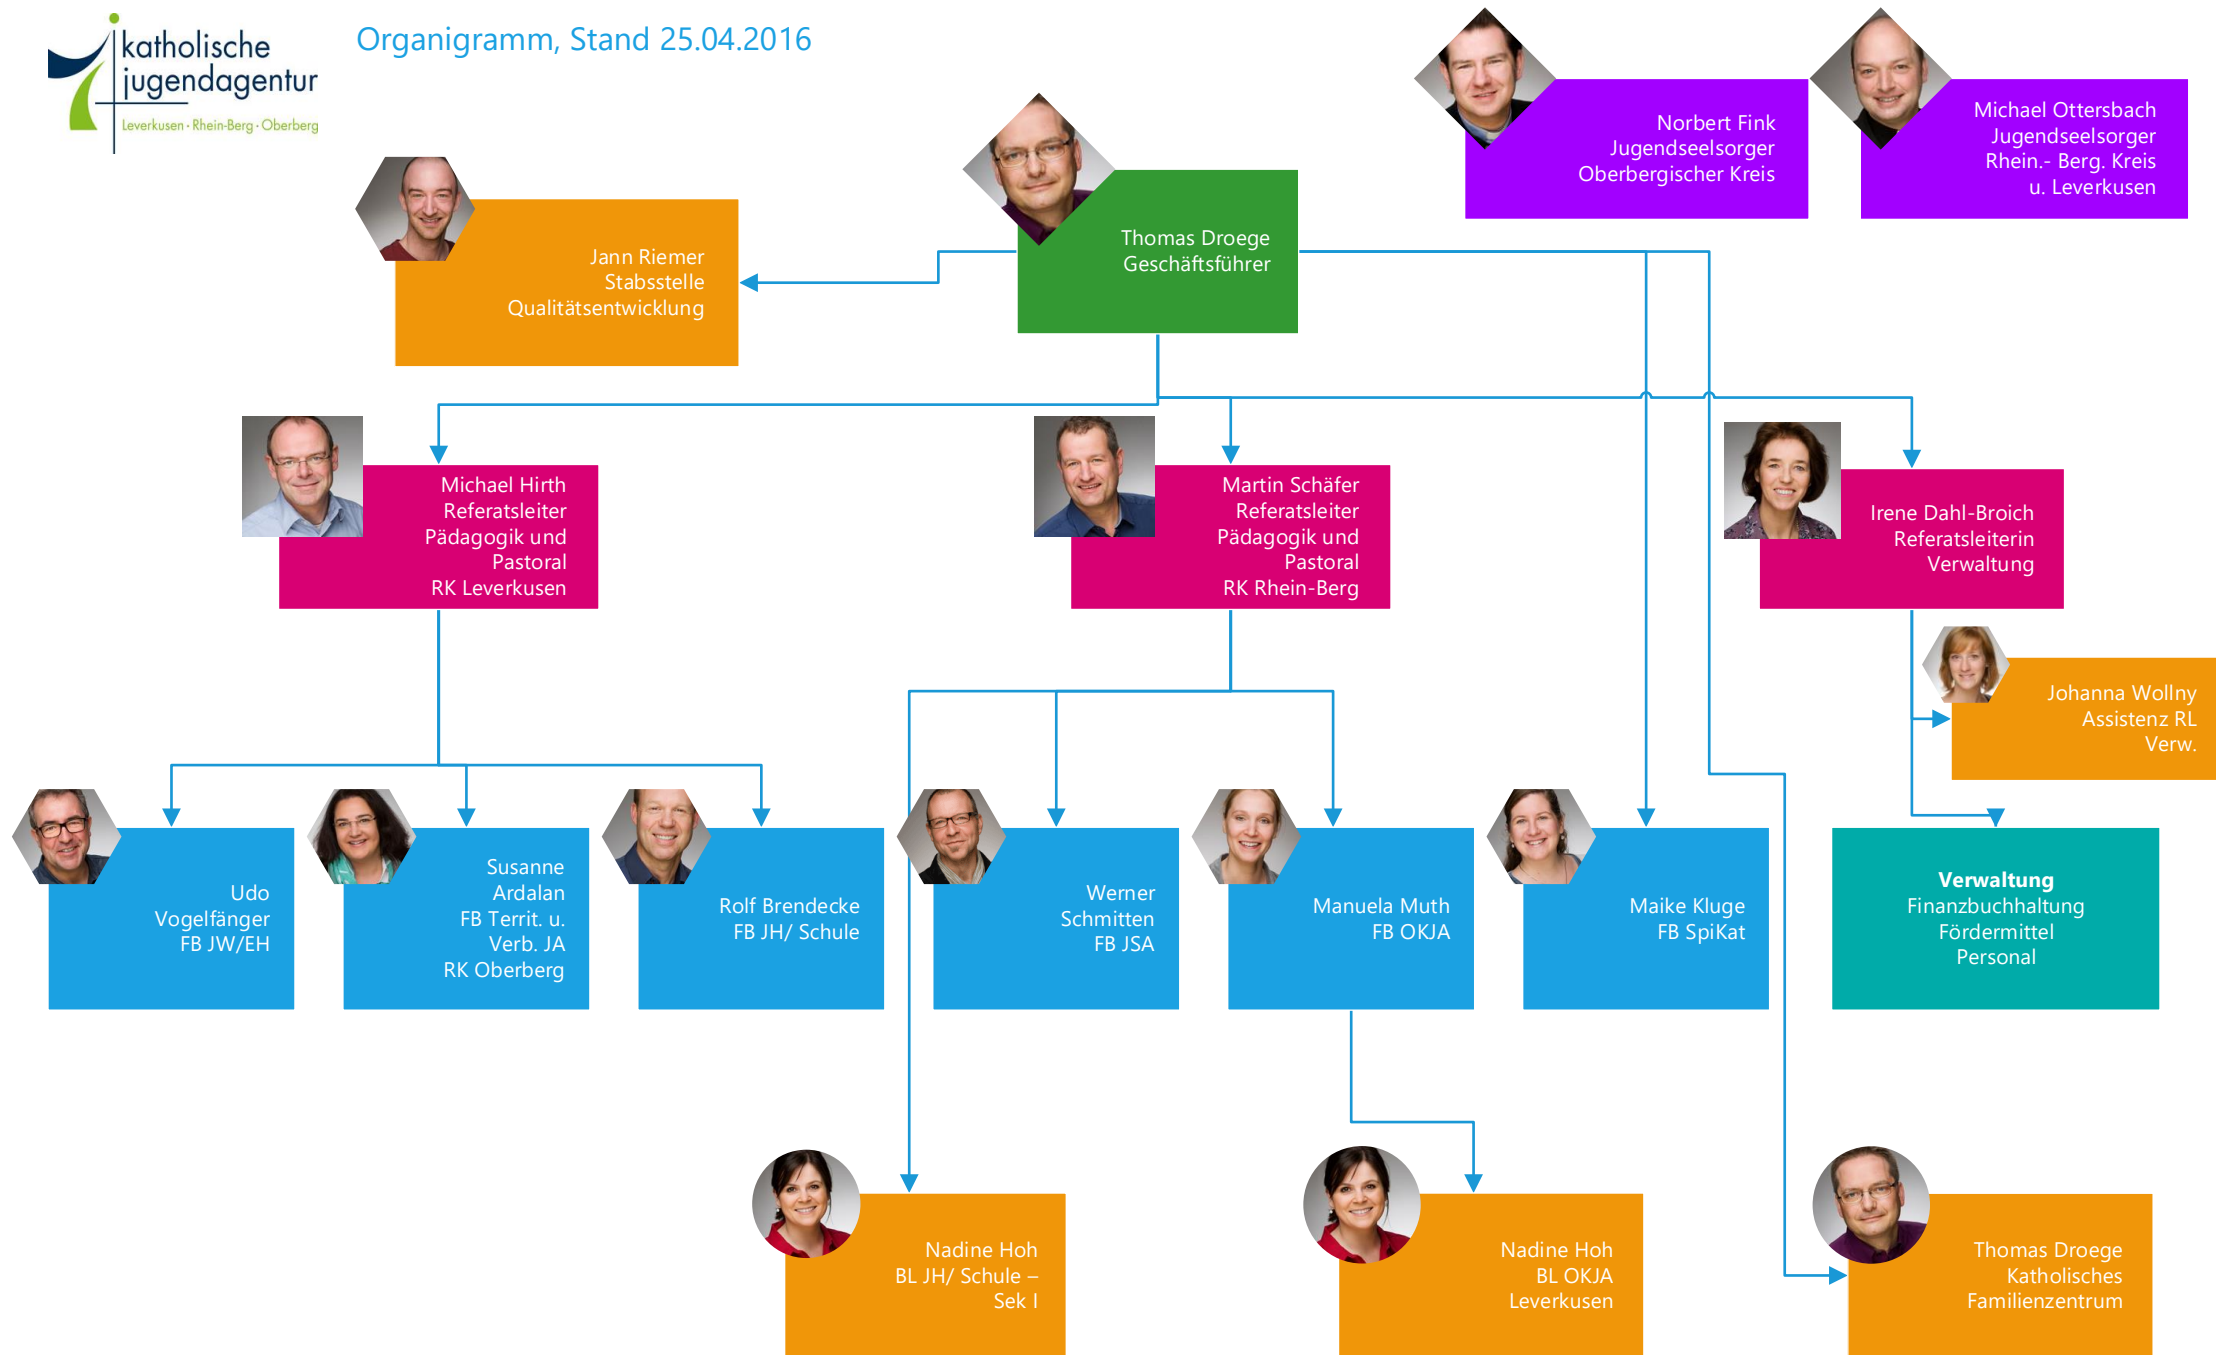 katholische
jugendagentur
Leverkusen · Rhein-Berg · Oberberg
Organigramm, Stand 25.04.2016
Norbert Fink
Jugendseelsorger
Oberbergischer Kreis
Michael Ottersbach
Jugendseelsorger
Rhein.- Berg. Kreis
u. Leverkusen
Jann Riemer
Stabsstelle
Qualitätsentwicklung
Thomas Droege
Geschäftsführer
Michael Hirth
Referatsleiter
Pädagogik und
Pastoral
RK Leverkusen
Martin Schäfer
Referatsleiter
Pädagogik und
Pastoral
RK Rhein-Berg
Irene Dahl-Broich
Referatsleiterin
Verwaltung
Johanna Wollny
Assistenz RL
Verw.
Udo
Vogelfänger
FB JW/EH
Susanne
Ardalan
FB Territ. u.
Verb. JA
RK Oberberg
Rolf Brendecke
FB JH/ Schule
Werner
Schmitten
FB JSA
Manuela Muth
FB OKJA
Maike Kluge
FB SpiKat
Verwaltung
Finanzbuchhaltung
Fördermittel
Personal
Nadine Hoh
BL JH/ Schule –
Sek I
Nadine Hoh
BL OKJA
Leverkusen
Thomas Droege
Katholisches
Familienzentrum